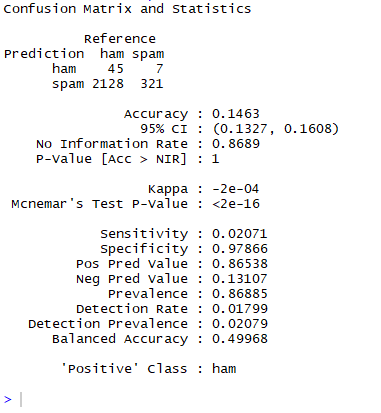 Confusion Matrix and Statistics
Reference
Prediction ham spam
ham 45 7
spam 2128 321
Accuracy : 0.1463
95% CI : (0.1327, 0.1608)
No Information Rate : 0.8689
P-Value [Acc > NIR] : 1
Kappa : -2e-04
Mcnemar's Test P-Value : <2e-16
Sensitivity : 0.02071
Specificity : 0.97866
Pos Pred Value : 0.86538
Neg Pred Value : 0.13107
Prevalence : 0.86885
Detection Rate : 0.01799
Detection Prevalence : 0.02079
Balanced Accuracy : 0.49968
'Positive' Class : ham
>